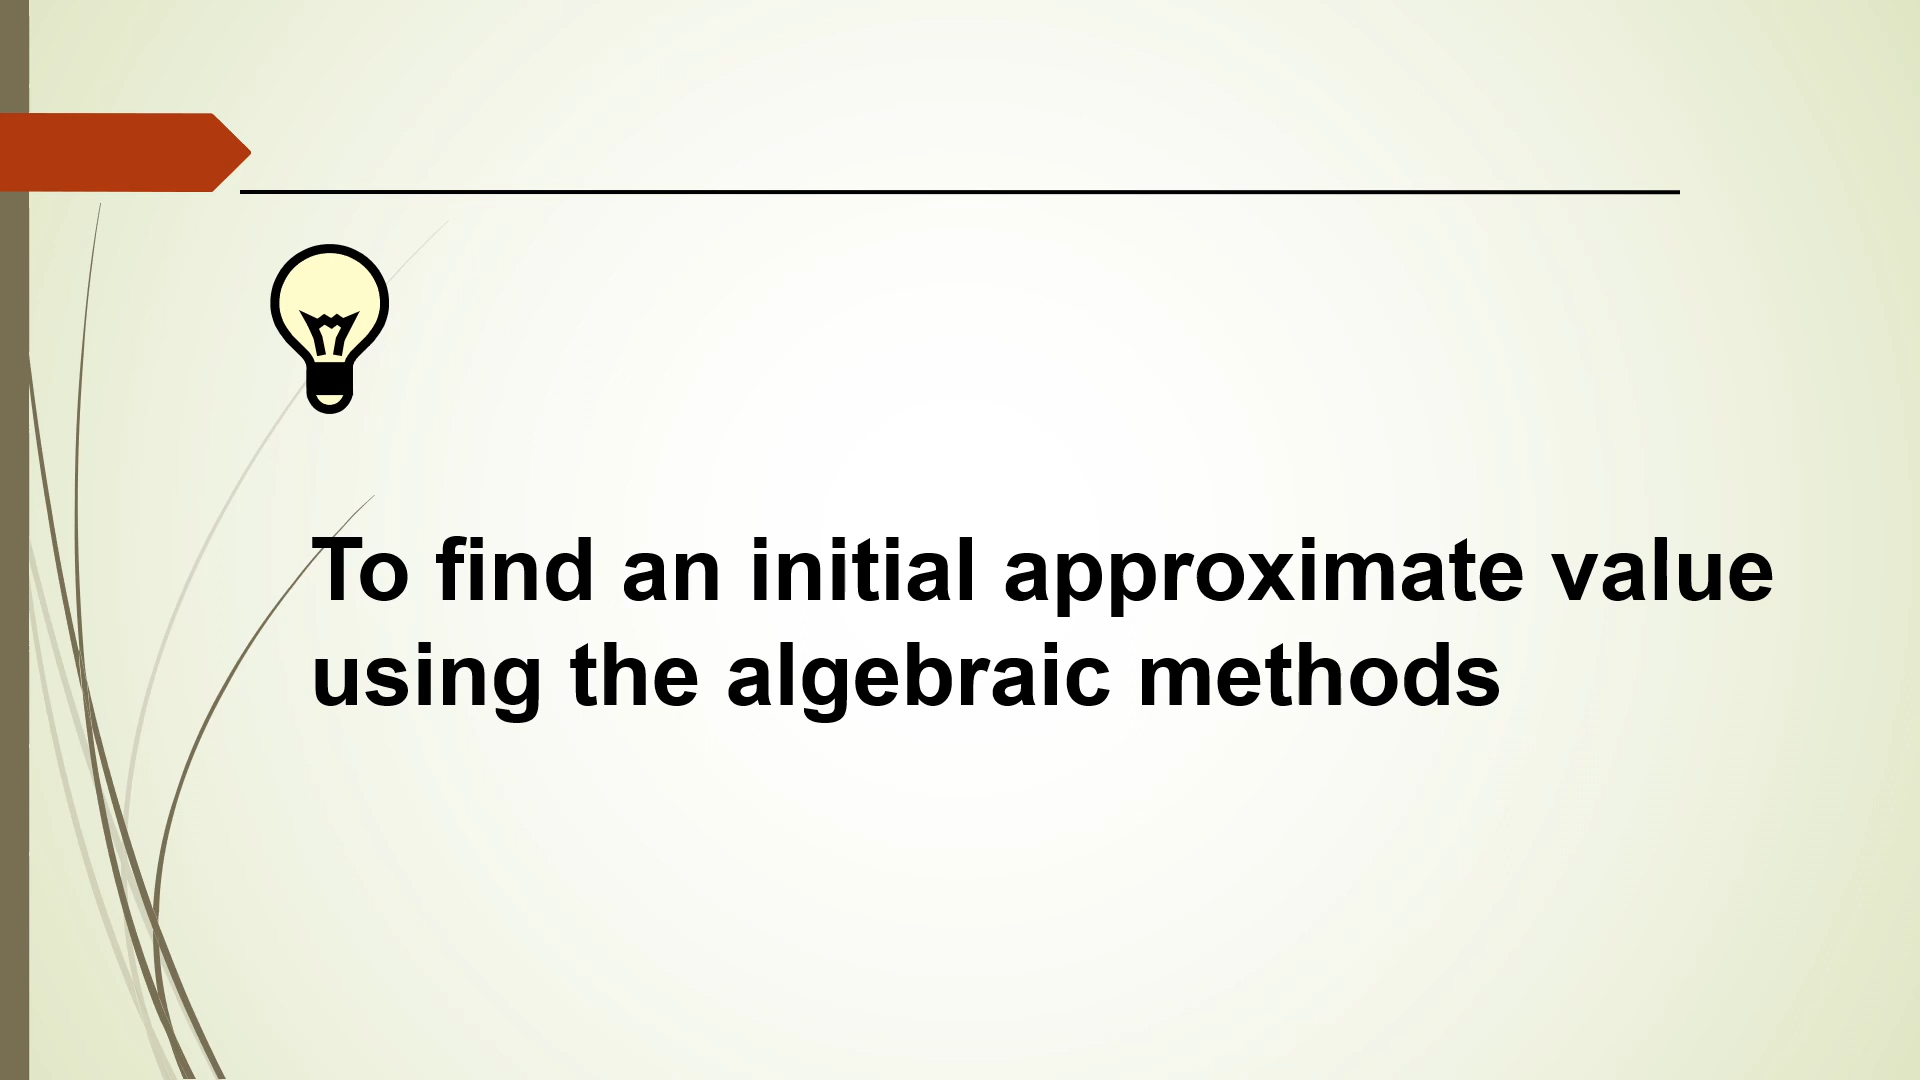 To find an initial approximate value
using the algebraic methods